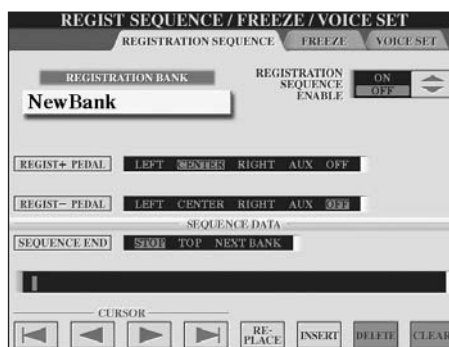 REGIST SEQUENCE / FREEZE / VOICE SET
REGISTRATION SEQUENCE FREEZE VOICE SET
REGISTRATION BANK
NewBank
REGISTRATION
SEQUENCE
ENABLE
ON
OFF
REGIST+ PEDAL LEFT CENTER RIGHT AUX OFF
REGIST− PEDAL LEFT CENTER RIGHT AUX OFF
SEQUENCE DATA
SEQUENCE END STOP TOP NEXT BANK
CURSOR
RE-
PLACE
INSERT
DELETE
CLEAR